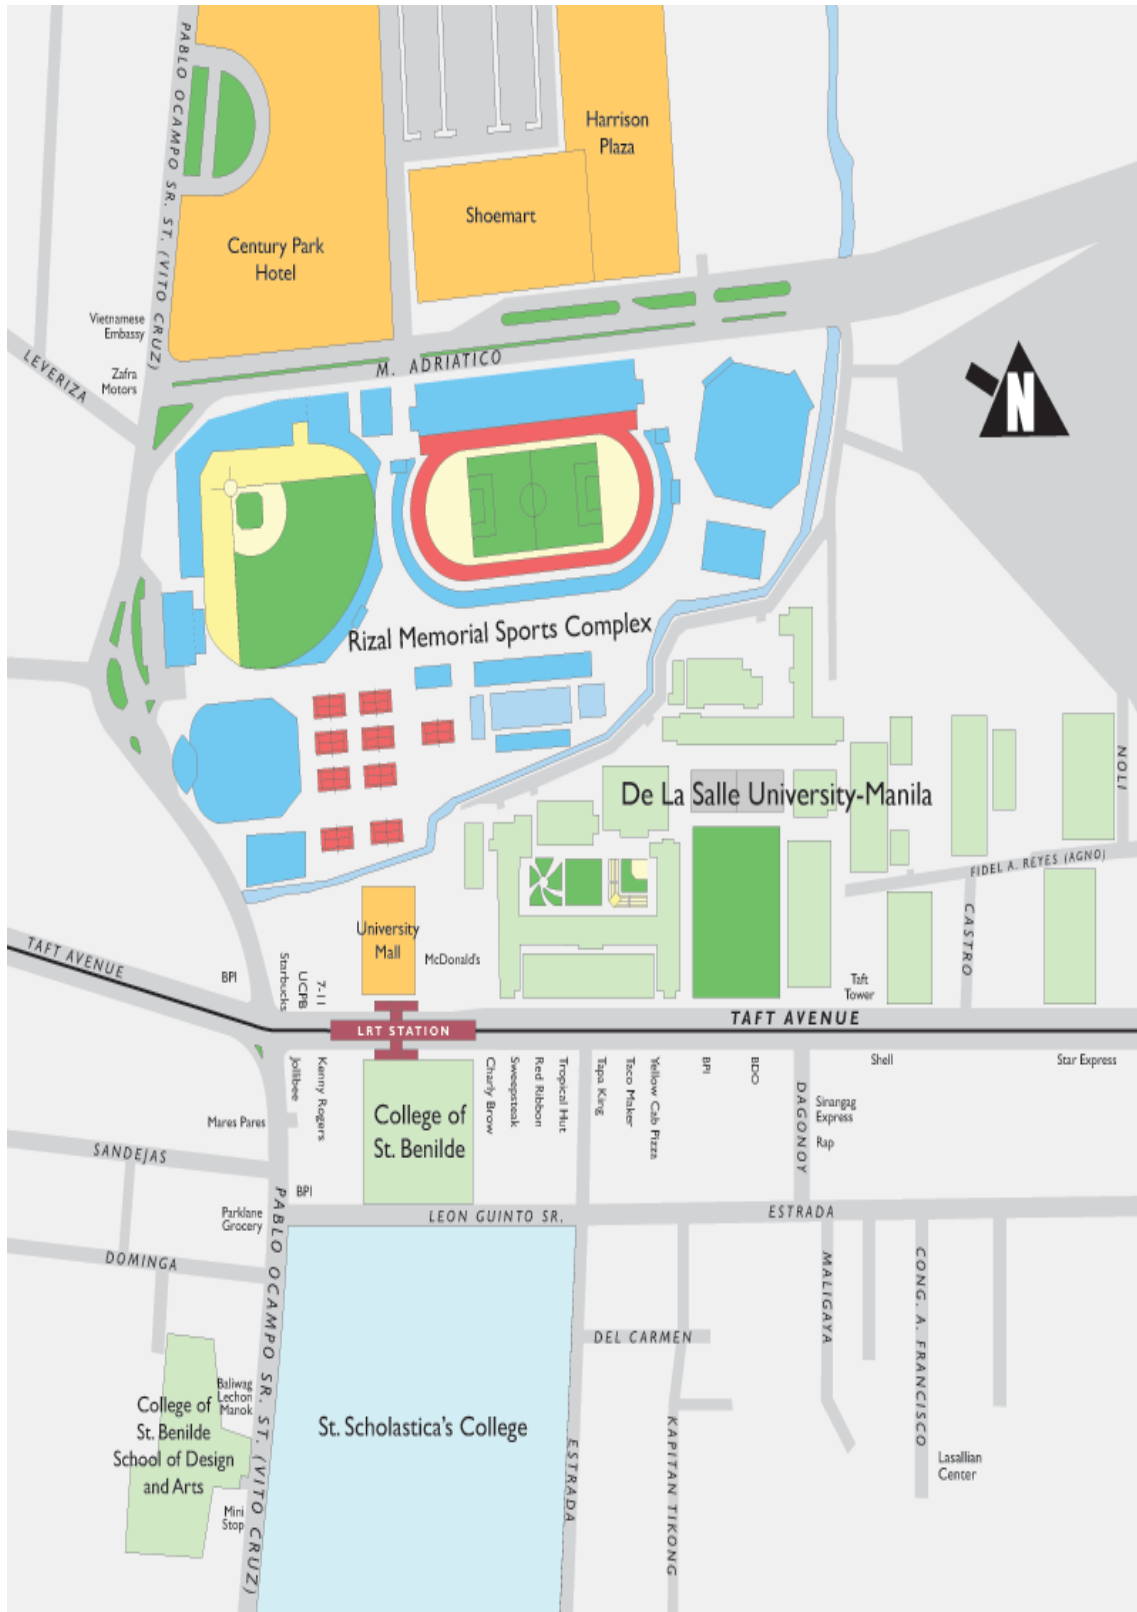 PABLO OCAMPO SR. ST. (VITO CRUZ)
Harrison
Plaza
Shoemart
Century Park
Hotel
Vietnamese
Embassy
LEVERIZA
Zafra
Motors
M. ADRIATICO
N
Rizal Memorial Sports Complex
De La Salle University-Manila
NOLI
FIDEL A. REYES (AGNO)
CASTRO
University
Mall
McDonald's
TAFT AVENUE
BPI
Starbucks
UCPB
7-11
Taft
Tower
LRT STATION
TAFT AVENUE
Jollibee
Kenny Rogers
College of
St. Benilde
Charly Brow
Sweepsteak
Red Ribbon
Tropical Hut
Tapa King
Taco Maker
Yellow Cab Pizza
BPI
BDO
DAGONOY
Shell
Star Express
Sinangag
Express
Rap
Mares Pares
SANDEJAS
BPI
Parklane
Grocery
LEON GUINTO SR.
ESTRADA
DOMINGA
PABLO OCAMPO SR. ST. (VITO CRUZ)
MALIGAYA
CONG. A. FRANCISCO
DEL CARMEN
Baliwag
Lechon
Manok
College of
St. Benilde
School of Design
and Arts
St. Scholastica's College
ESTRADA
KAPITAN TIKONG
Lasallian
Center
Mini
Stop